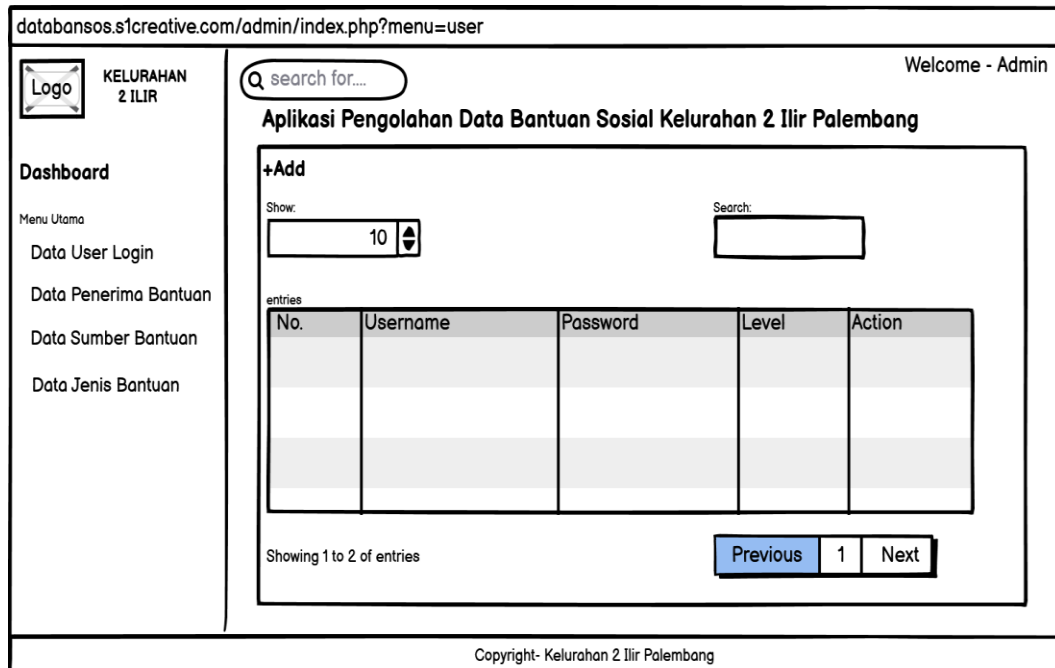 databansos.s1creative.com/admin/index.php?menu=user
Logo
KELURAHAN
2 ILIR
search for....
Welcome - Admin
Aplikasi Pengolahan Data Bantuan Sosial Kelurahan 2 Ilir Palembang
Dashboard
Menu Utama
Data User Login
Data Penerima Bantuan
Data Sumber Bantuan
Data Jenis Bantuan
+Add
Show:
10
Search:
entries
No. Username Password Level Action
Showing 1 to 2 of entries
Previous 1 Next
Copyright- Kelurahan 2 Ilir Palembang